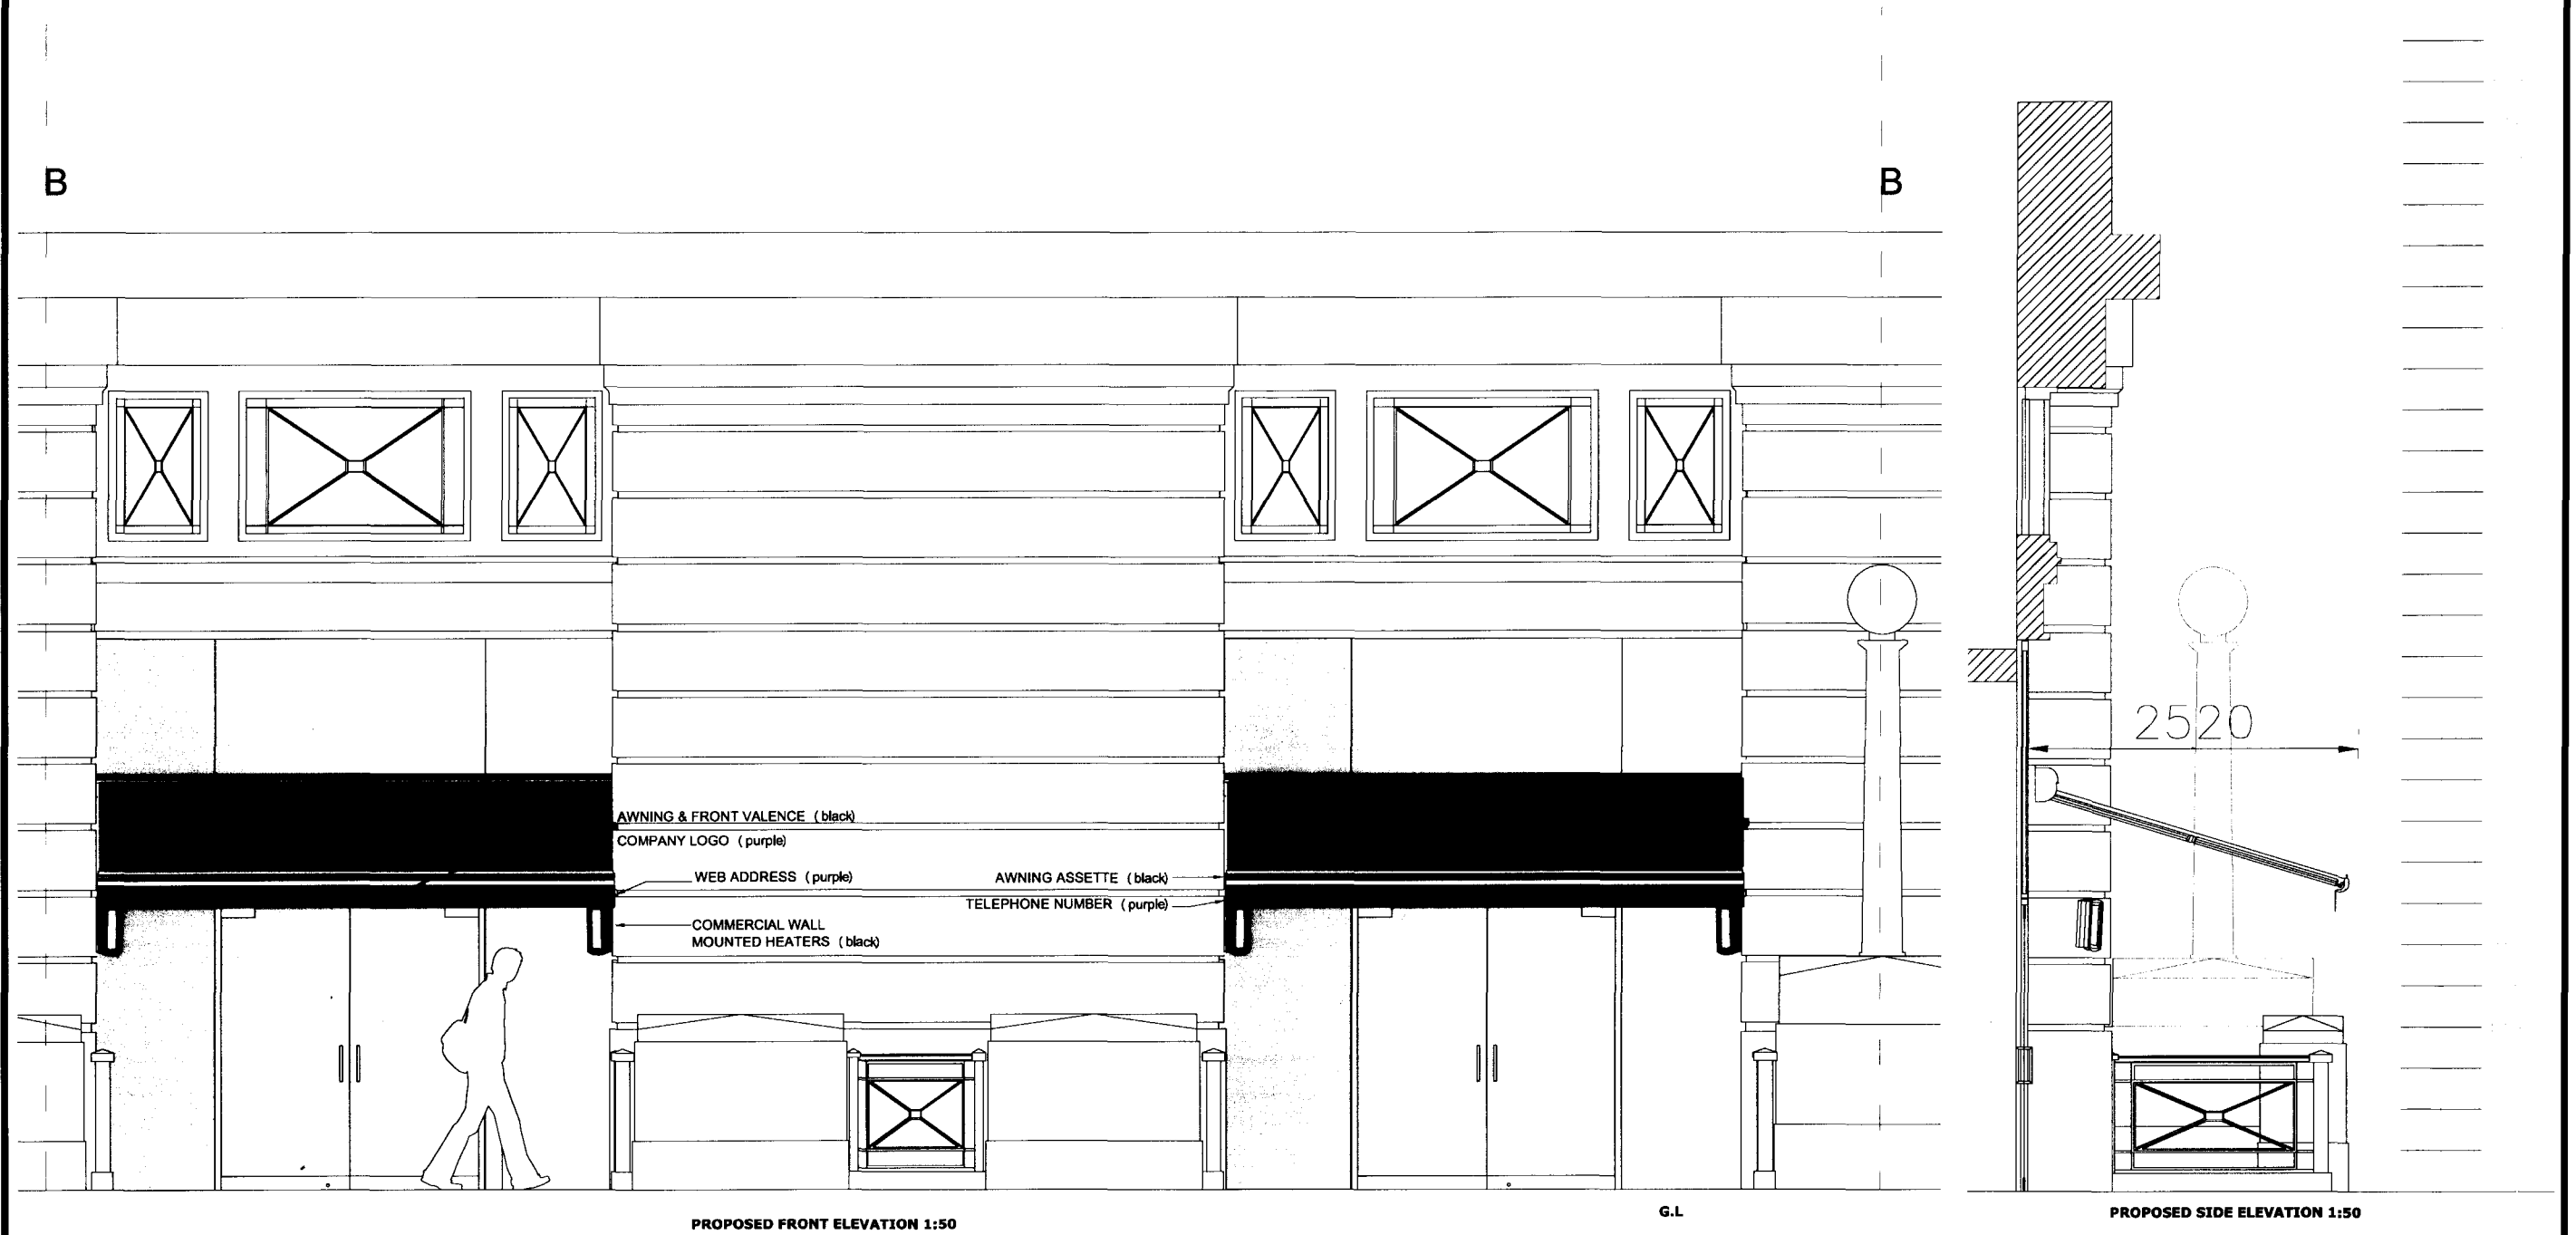 B
B
2520
AWNING & FRONT VALENCE (black)
COMPANY LOGO (purple)
WEB ADDRESS (purple)
AWNING ASSETTE (black)
TELEPHONE NUMBER (purple)
COMMERCIAL WALL
MOUNTED HEATERS (black)
G.L
PROPOSED FRONT ELEVATION 1:50
PROPOSED SIDE ELEVATION 1:50